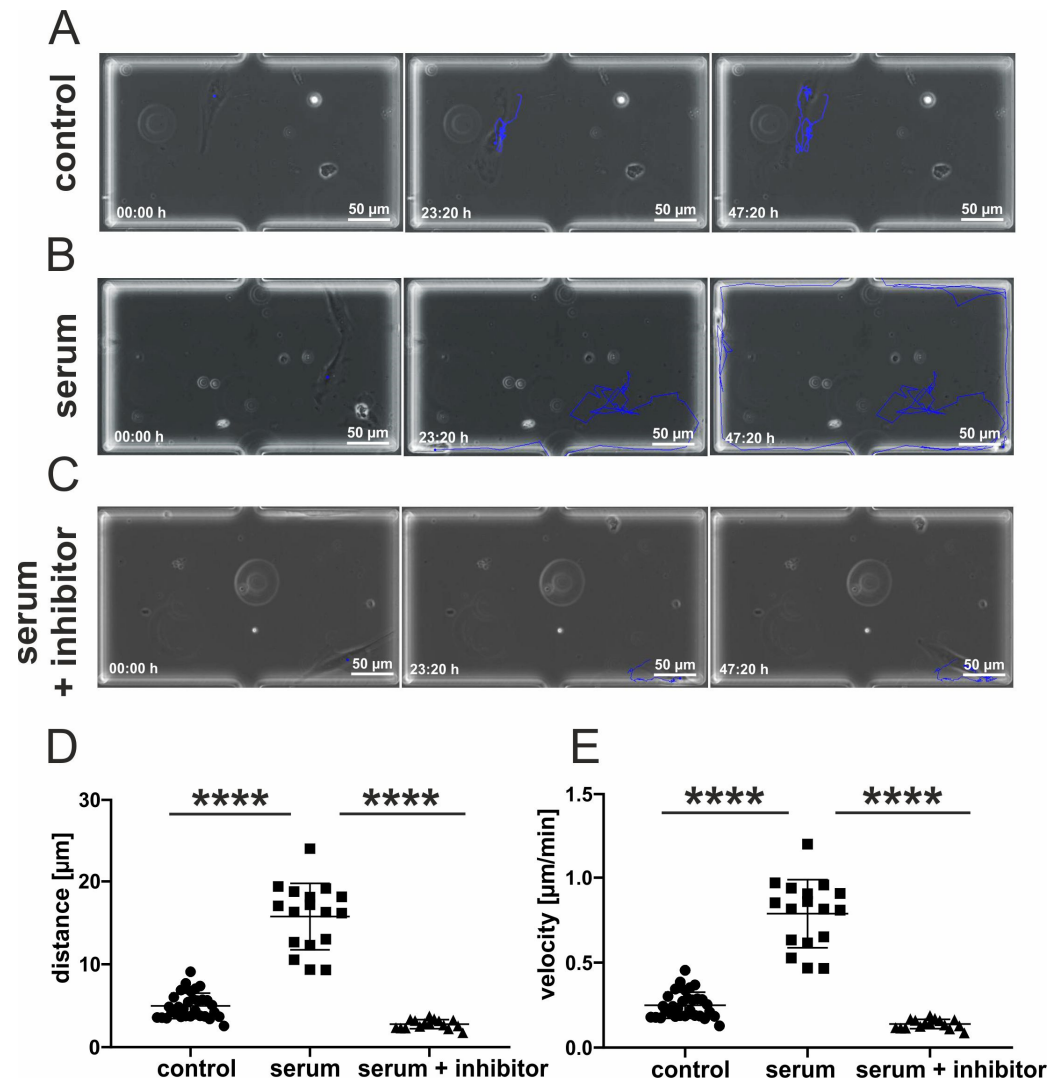 A
control
00:00 h 50 µm 23:20 h 50 µm 47:20 h 50 µm
B
serum
00:00 h 50 µm 23:20 h 50 µm 47:20 h 50 µm
C
serum
+ inhibitor
00:00 h 50 µm 23:20 h 50 µm 47:20 h 50 µm
D
distance [µm]
30
20
10
0
**** ****
control serum serum + inhibitor
E
velocity [µm/min]
1.5
1.0
0.5
0.0
**** ****
control serum serum + inhibitor